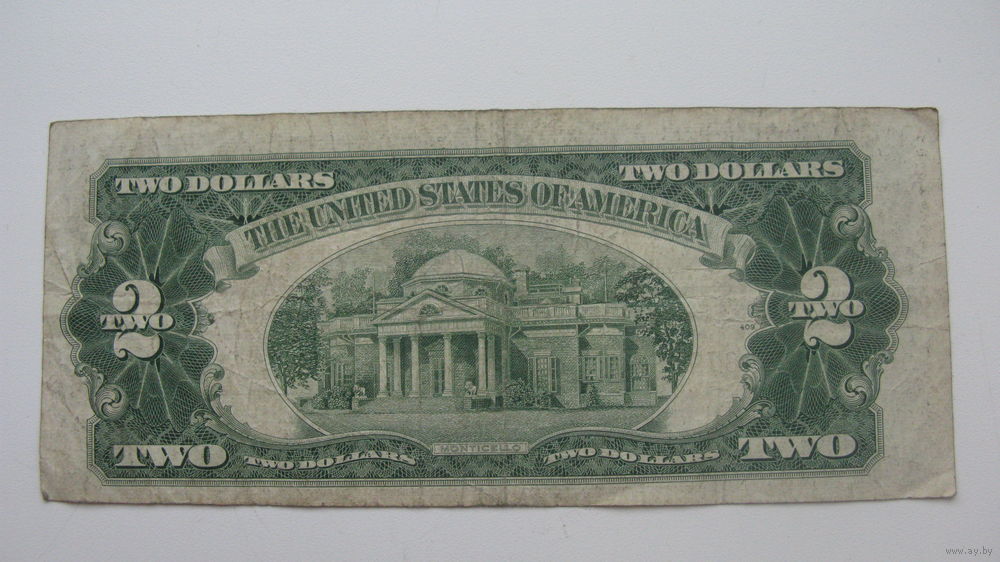 TWO DOLLARS
TWO DOLLARS
THE UNITED STATES OF AMERICA
2
TWO
2
TWO
409
MONTICELLO
TWO
TWO DOLLARS
TWO DOLLARS
TWO
www.ay.by